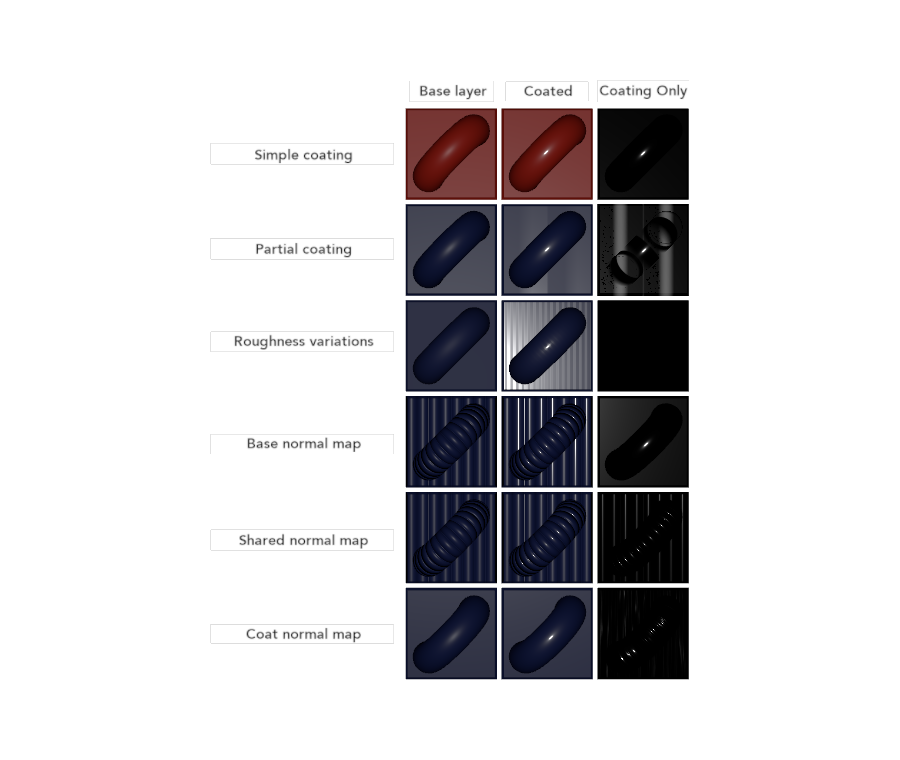 Base layer Coated Coating Only
Simple coating
Partial coating
Roughness variations
Base normal map
Shared normal map
Coat normal map